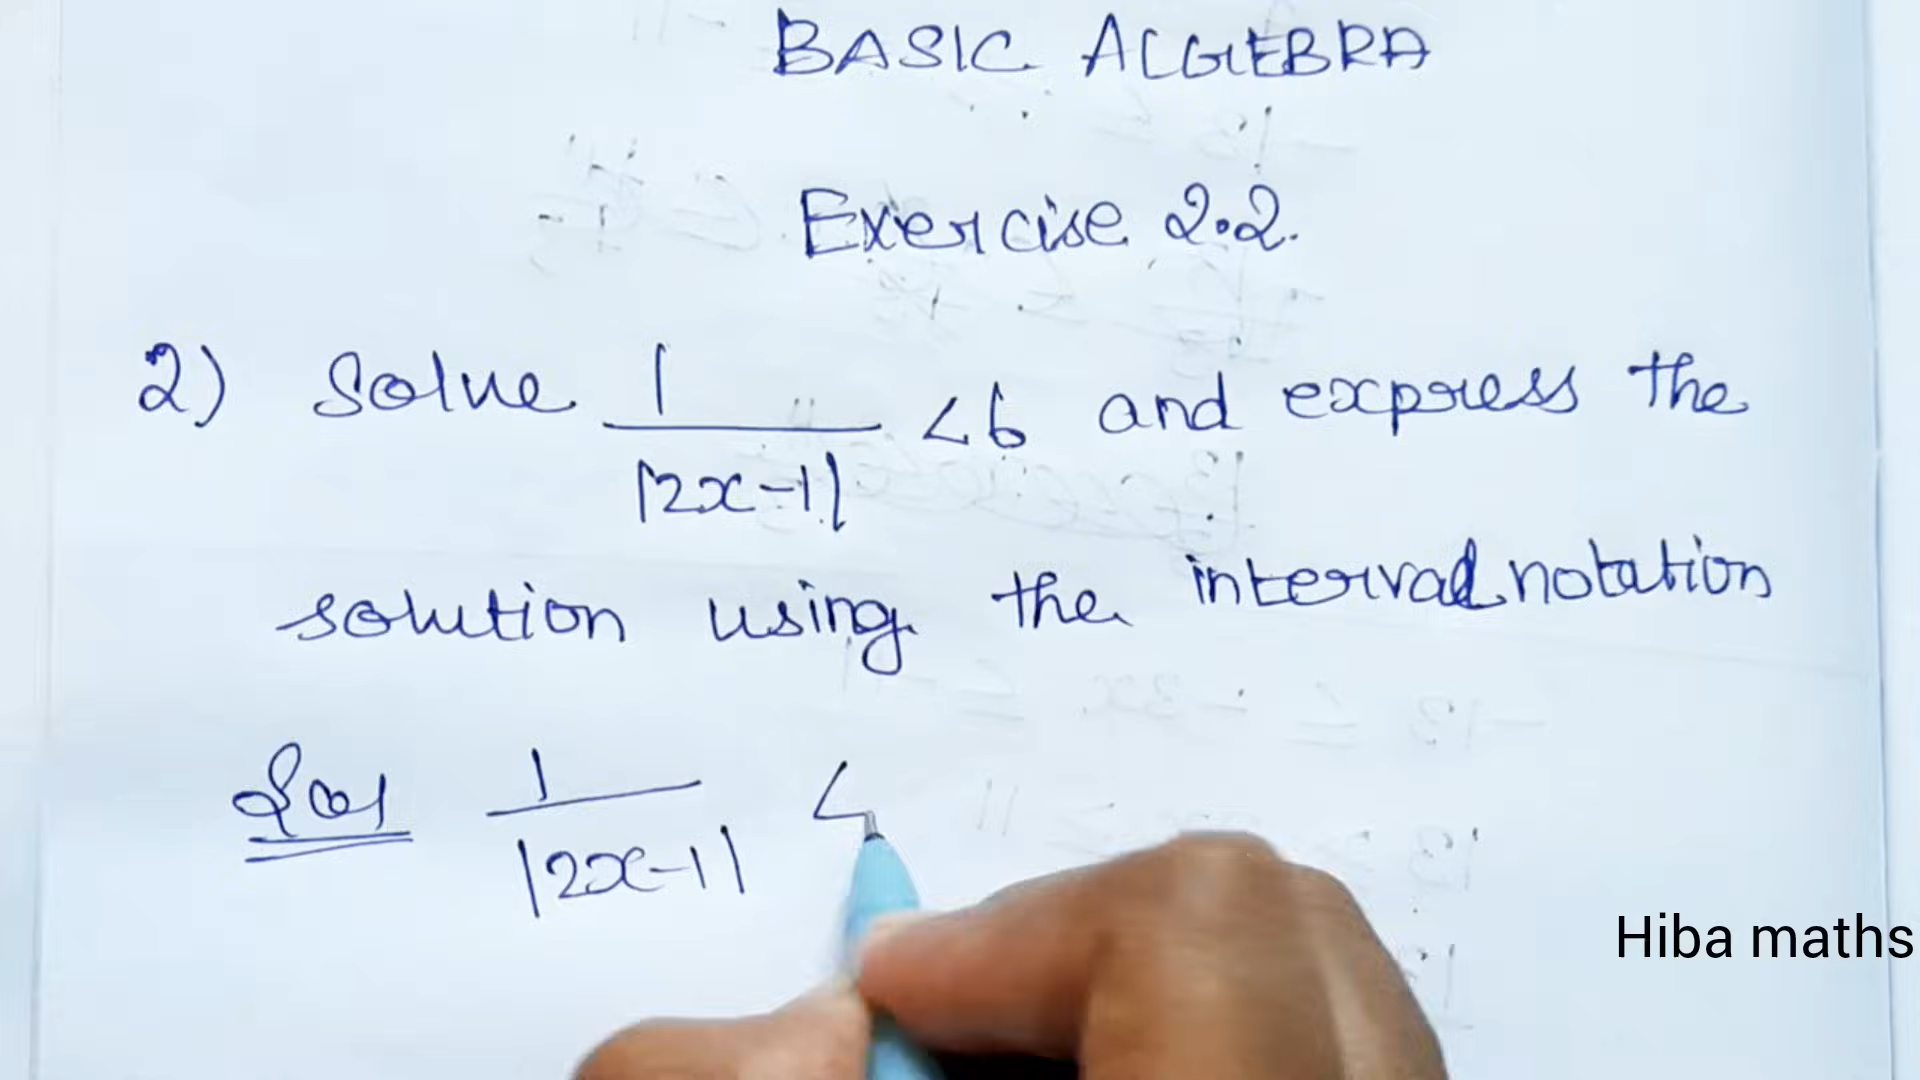 BASIC ALGEBRA
Exercise 2.2.
2) Solve 1/|2x-1| <6 and express the
solution using the interval notation
Sol 1/|2x-1| <
Hiba maths